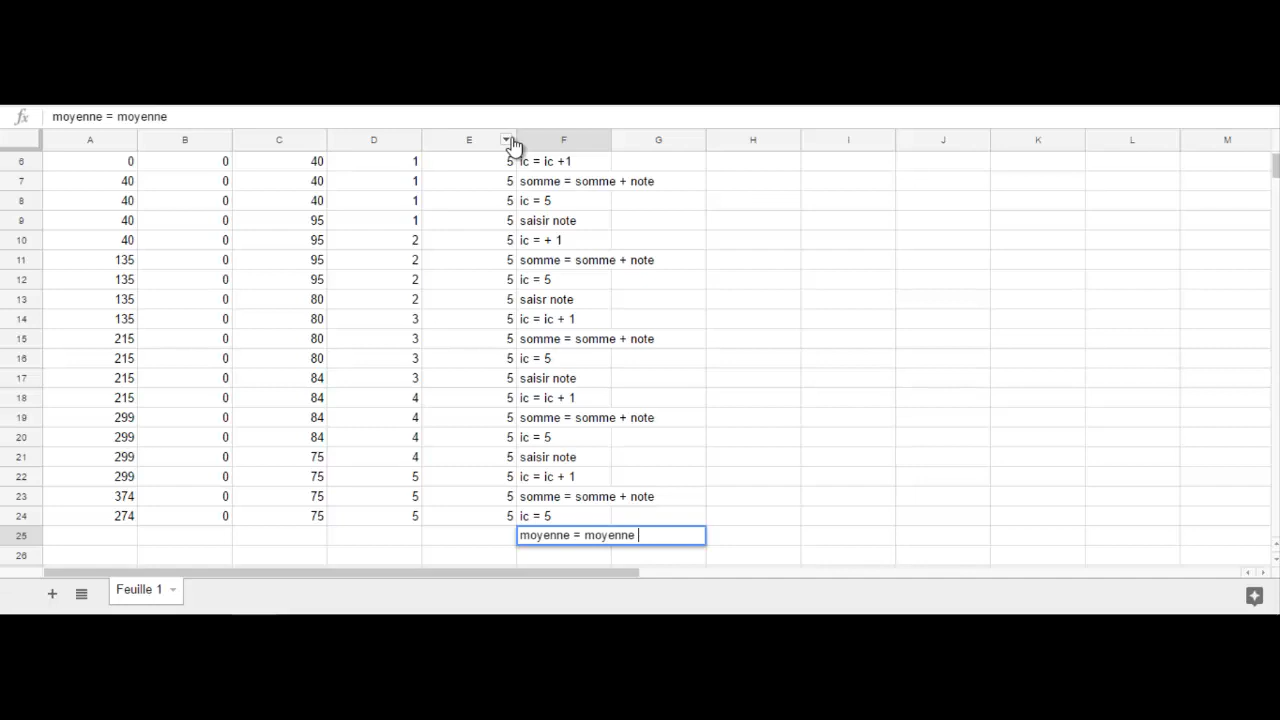 fx moyenne = moyenne
A B C D E F G H I J K L M
6 0 0 40 1 5 ic = ic +1
7 40 0 40 1 5 somme = somme + note
8 40 0 40 1 5 ic = 5
9 40 0 95 1 5 saisir note
10 40 0 95 2 5 ic = + 1
11 135 0 95 2 5 somme = somme + note
12 135 0 95 2 5 ic = 5
13 135 0 80 2 5 saisr note
14 135 0 80 3 5 ic = ic + 1
15 215 0 80 3 5 somme = somme + note
16 215 0 80 3 5 ic = 5
17 215 0 84 3 5 saisir note
18 215 0 84 4 5 ic = ic + 1
19 299 0 84 4 5 somme = somme + note
20 299 0 84 4 5 ic = 5
21 299 0 75 4 5 saisir note
22 299 0 75 5 5 ic = ic + 1
23 374 0 75 5 5 somme = somme + note
24 274 0 75 5 5 ic = 5
25 moyenne = moyenne
26
Feuille 1